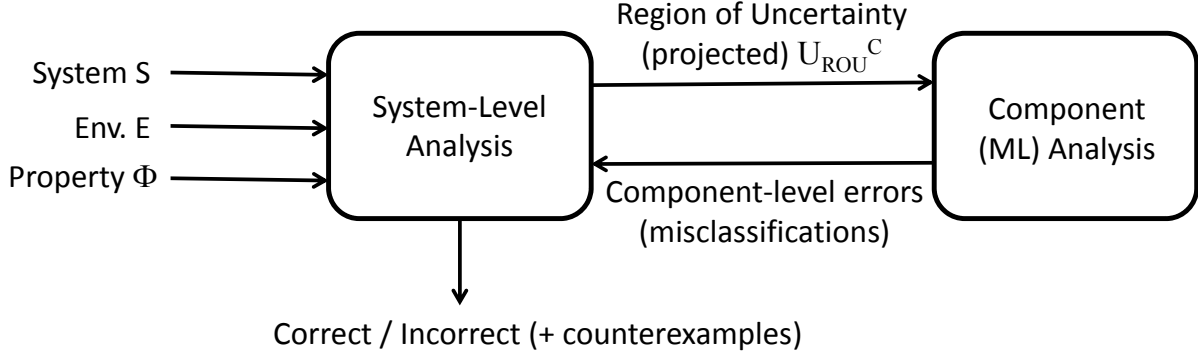 System S
Env. E
Property Φ
System-Level
Analysis
Region of Uncertainty
(projected) U_ROU^C
Component
(ML) Analysis
Component-level errors
(misclassifications)
Correct / Incorrect (+ counterexamples)